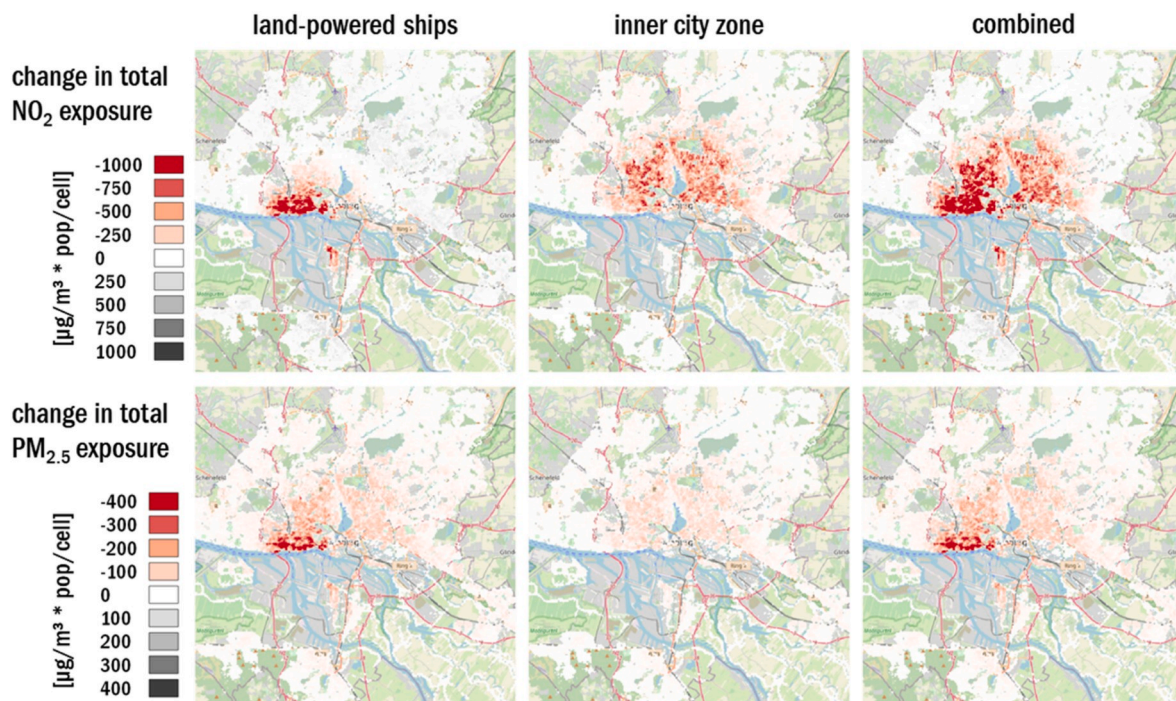 land-powered ships
inner city zone
combined
change in total
NO₂ exposure
-1000
-750
-500
-250
0
250
500
750
1000
[µg/m³ * pop/cell]
change in total
PM₂.₅ exposure
-400
-300
-200
-100
0
100
200
300
400
[µg/m³ * pop/cell]